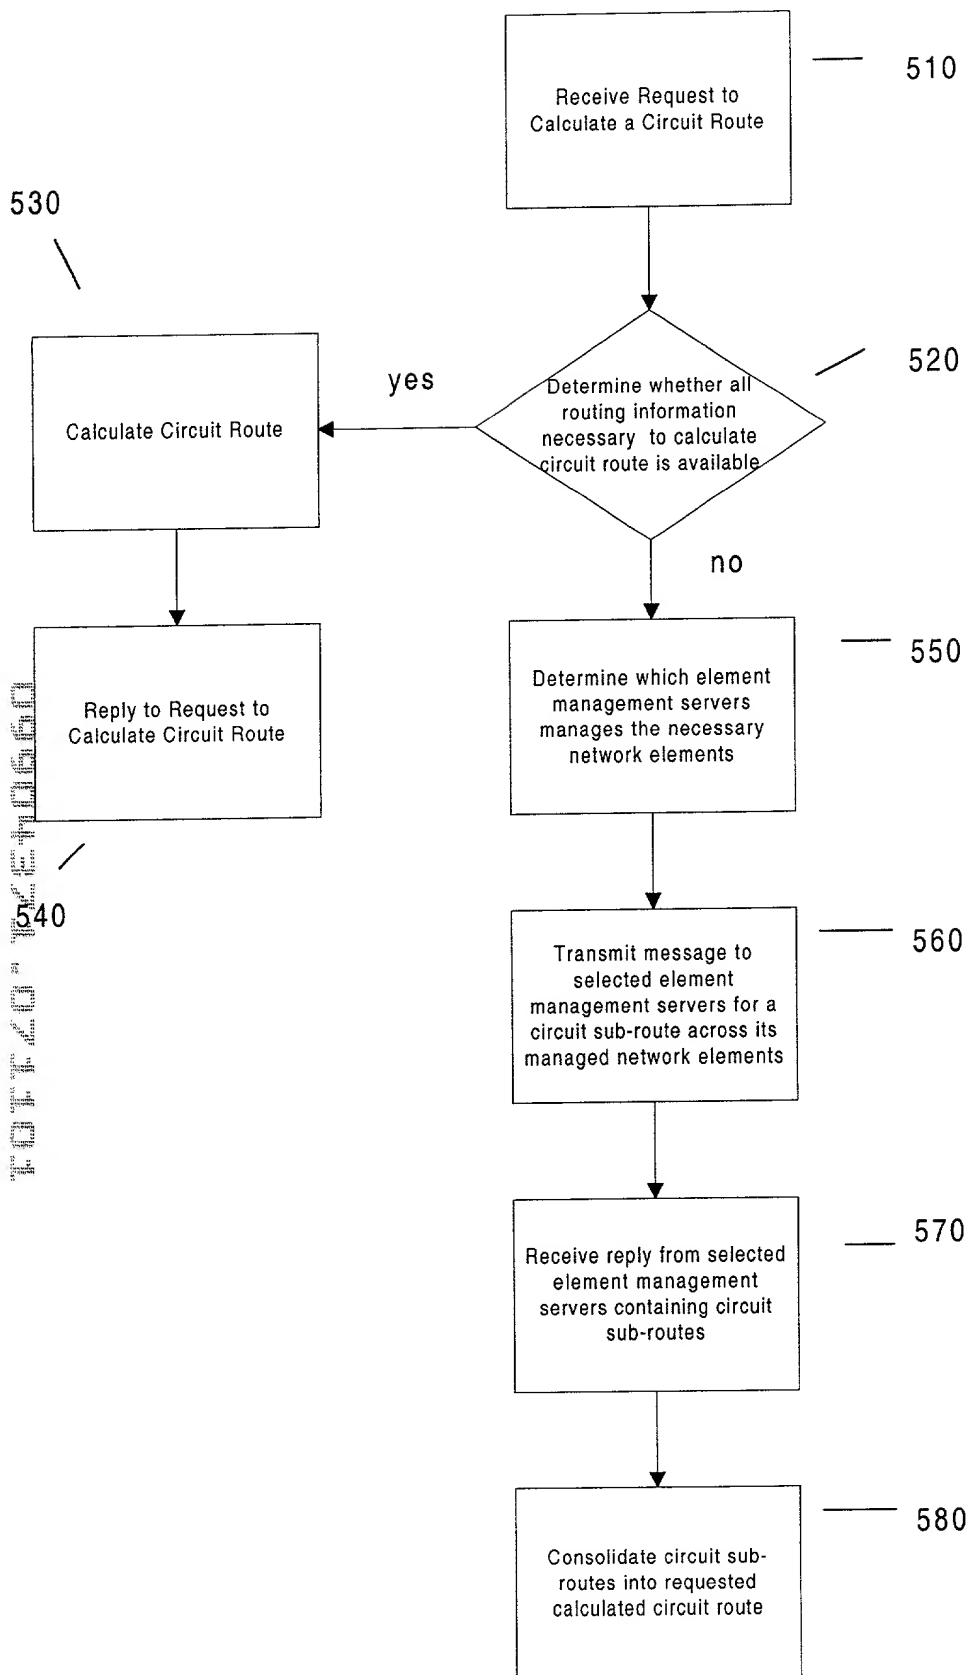 510
Receive Request to
Calculate a Circuit Route
530
520
yes
Determine whether all
routing information
necessary to calculate
circuit route is available
Calculate Circuit Route
no
550
Determine which element
management servers
manages the necessary
network elements
Reply to Request to
Calculate Circuit Route
540
560
Transmit message to
selected element
management servers for a
circuit sub-route across its
managed network elements
570
Receive reply from selected
element management
servers containing circuit
sub-routes
580
Consolidate circuit sub-
routes into requested
calculated circuit route